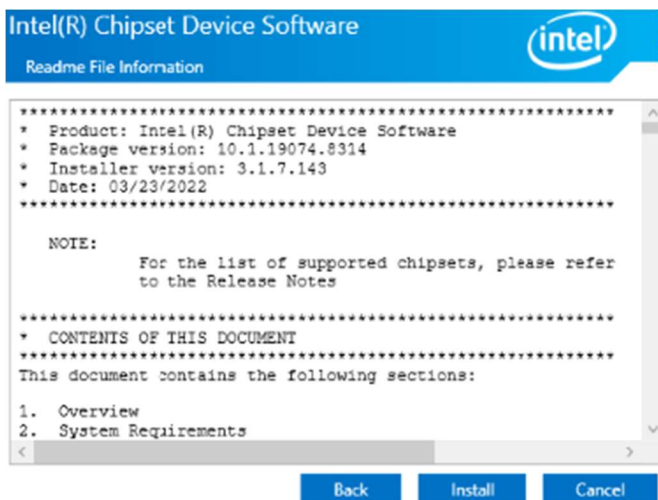 Intel(R) Chipset Device Software
intel
Readme File Information
************************************************************
* Product: Intel(R) Chipset Device Software
* Package version: 10.1.19074.8314
* Installer version: 3.1.7.143
* Date: 03/23/2022
************************************************************
NOTE:
For the list of supported chipsets, please refer
to the Release Notes
************************************************************
* CONTENTS OF THIS DOCUMENT
************************************************************
This document contains the following sections:
1. Overview
2. System Requirements
Back Install Cancel